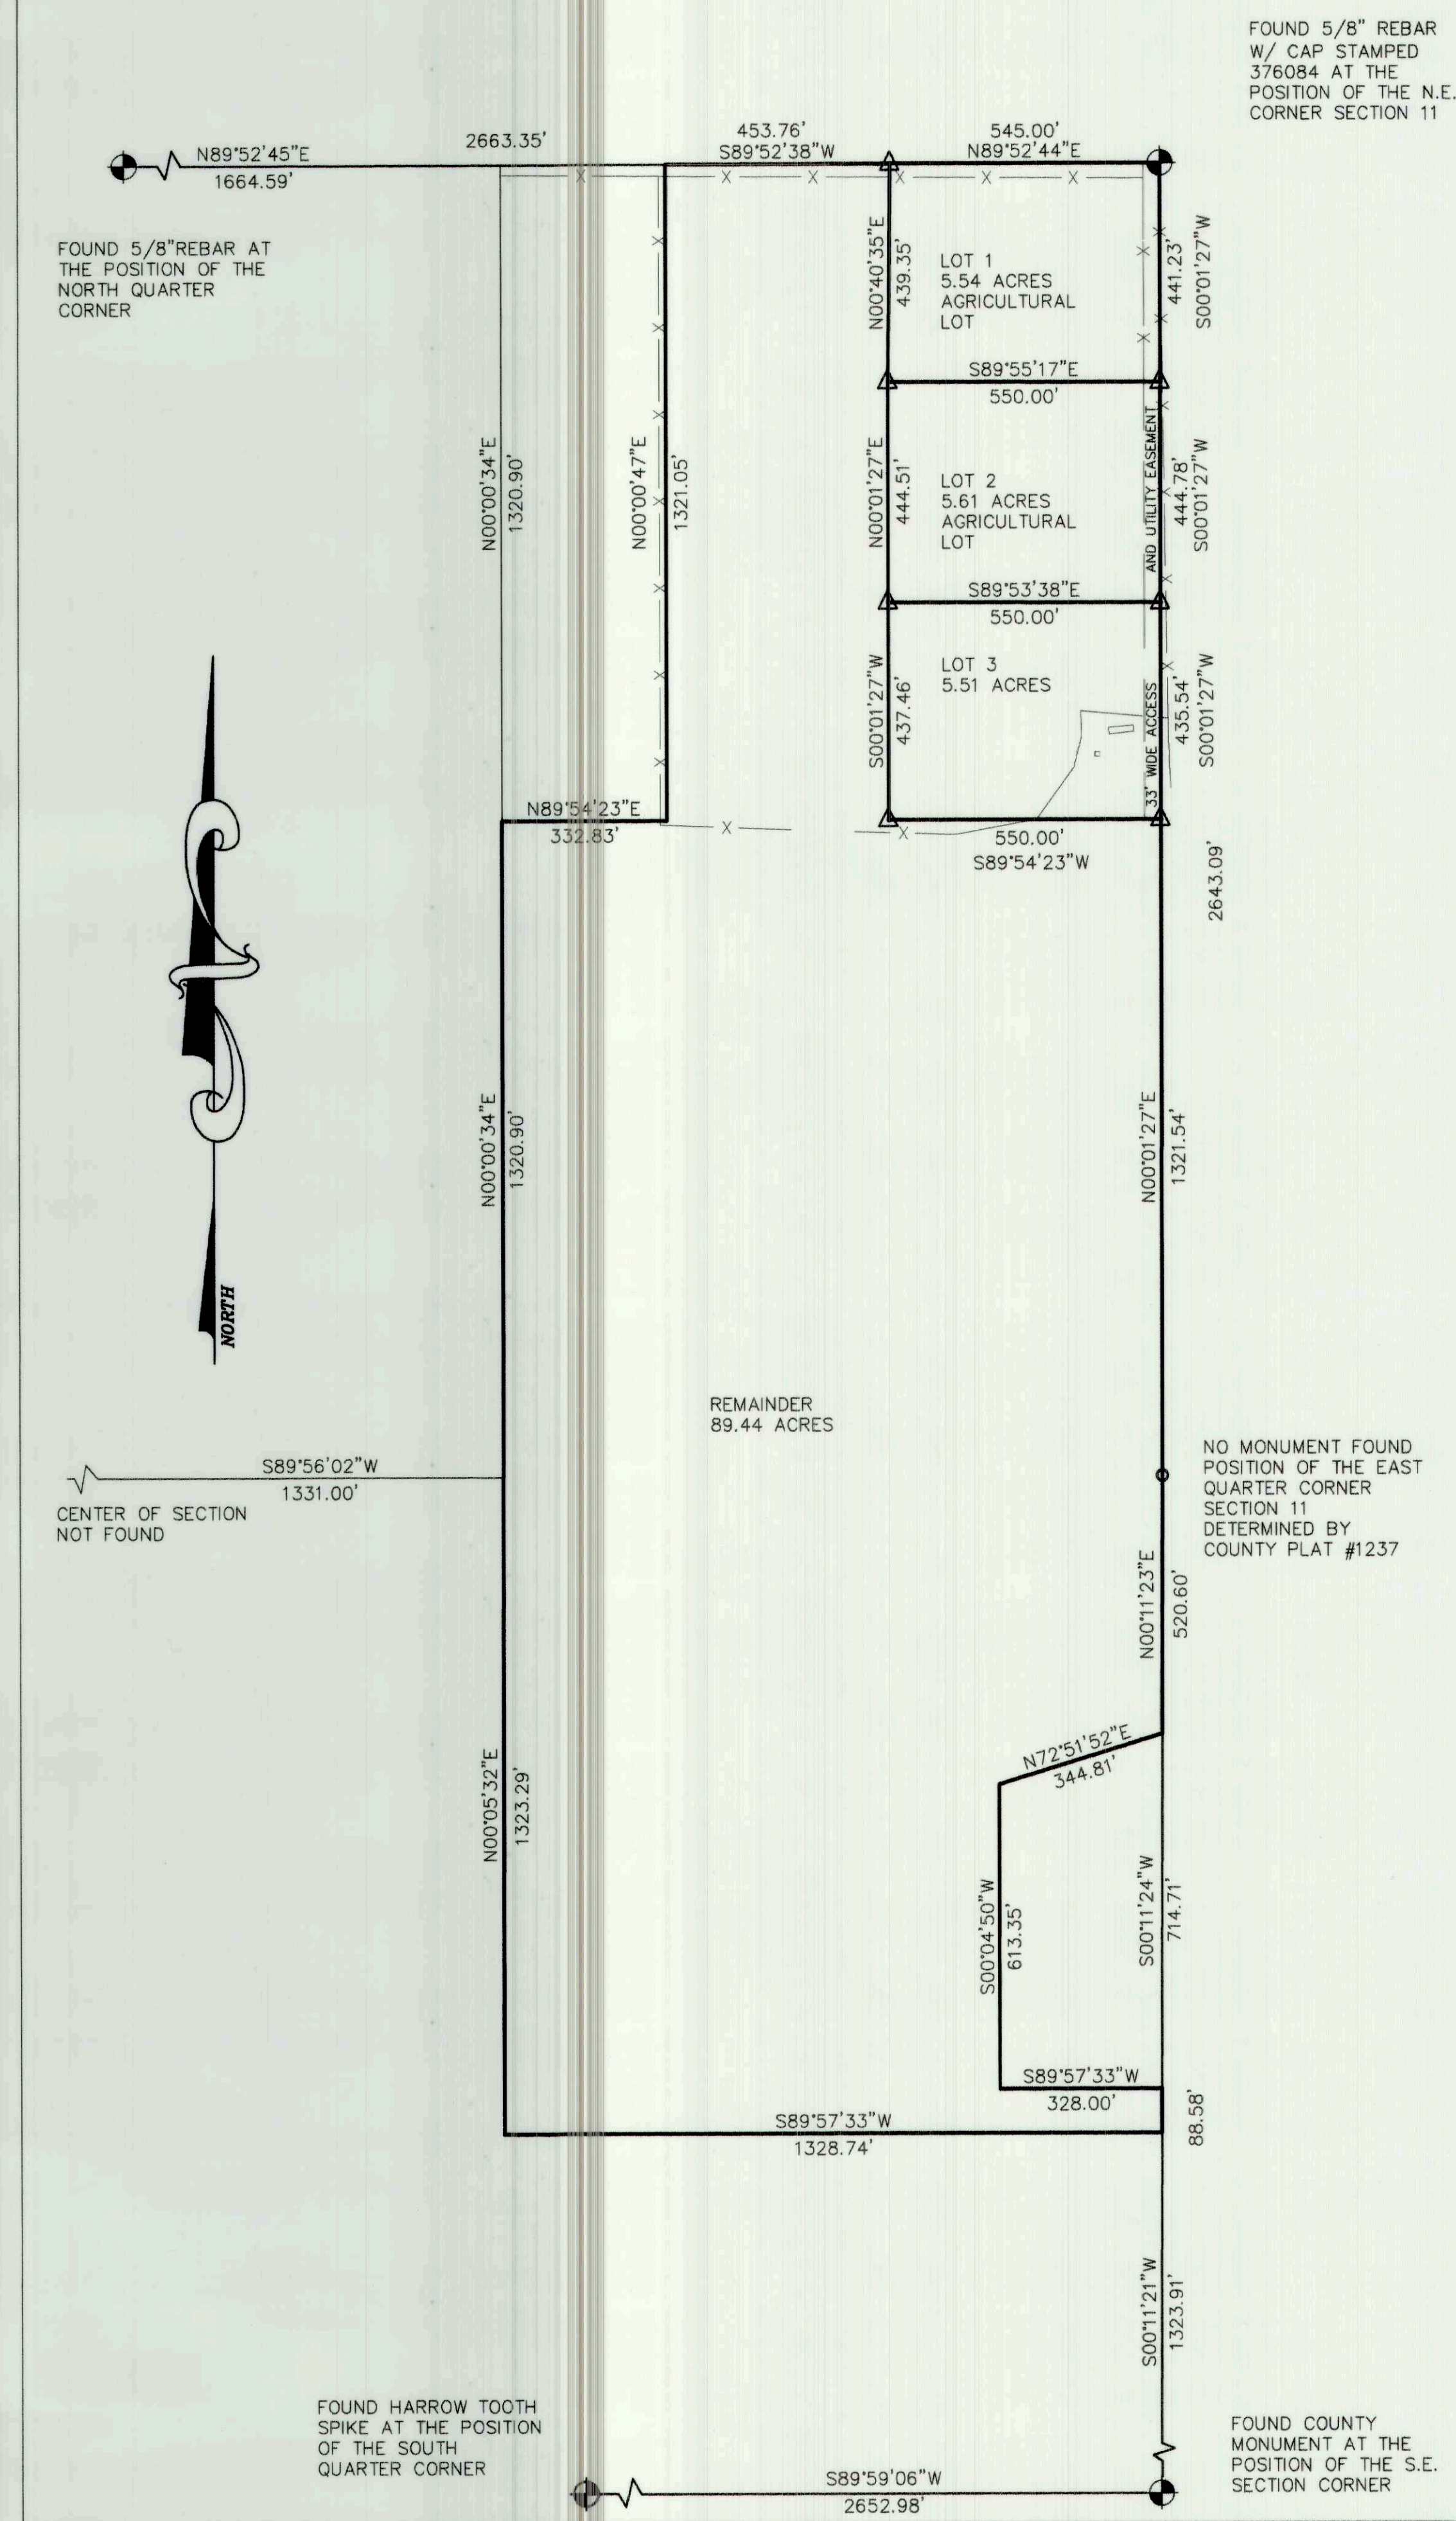 FOUND 5/8" REBAR
W/ CAP STAMPED
376084 AT THE
POSITION OF THE N.E.
CORNER SECTION 11
2663.35'
453.76'
545.00'
N89°52'45"E
S89°52'38"W
N89°52'44"E
1664.59'
FOUND 5/8"REBAR AT
THE POSITION OF THE
NORTH QUARTER
CORNER
N00°40'35"E
439.35'
LOT 1
5.54 ACRES
AGRICULTURAL
LOT
441.23'
S00°01'27"W
S89°55'17"E
550.00'
N00°00'34"E
1320.90'
N00°00'47"E
1321.05'
N00°01'27"E
444.51'
LOT 2
5.61 ACRES
AGRICULTURAL
LOT
33' WIDE ACCESS AND UTILITY EASEMENT
444.78'
S00°01'27"W
S89°53'38"E
550.00'
S00°01'27"W
437.46'
LOT 3
5.51 ACRES
435.54'
S00°01'27"W
N89°54'23"E
332.83'
550.00'
S89°54'23"W
2643.09'
N00°00'34"E
1320.90'
N00°01'27"E
1321.54'
NORTH
REMAINDER
89.44 ACRES
S89°56'02"W
1331.00'
CENTER OF SECTION
NOT FOUND
NO MONUMENT FOUND
POSITION OF THE EAST
QUARTER CORNER
SECTION 11
DETERMINED BY
COUNTY PLAT #1237
N00°11'23"E
520.60'
N72°51'52"E
344.81'
N00°05'32"E
1323.29'
S00°04'50"W
613.35'
S00°11'24"W
714.71'
S89°57'33"W
328.00'
88.58'
S89°57'33"W
1328.74'
S00°11'21"W
1323.91'
FOUND HARROW TOOTH
SPIKE AT THE POSITION
OF THE SOUTH
QUARTER CORNER
S89°59'06"W
2652.98'
FOUND COUNTY
MONUMENT AT THE
POSITION OF THE S.E.
SECTION CORNER